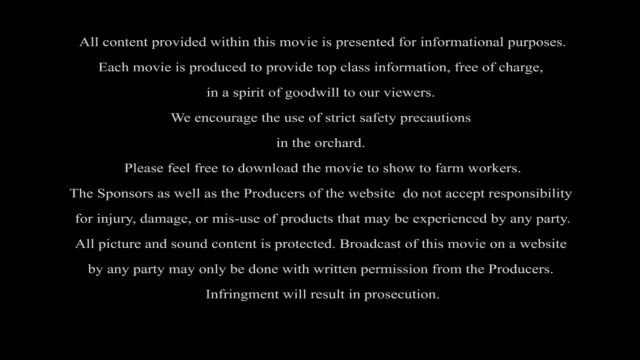 All content provided within this movie is presented for informational purposes.
Each movie is produced to provide top class information, free of charge,
in a spirit of goodwill to our viewers.
We encourage the use of strict safety precautions
in the orchard.
Please feel free to download the movie to show to farm workers.
The Sponsors as well as the Producers of the website do not accept responsibility
for injury, damage, or mis-use of products that may be experienced by any party.
All picture and sound content is protected. Broadcast of this movie on a website
by any party may only be done with written permission from the Producers.
Infringment will result in prosecution.